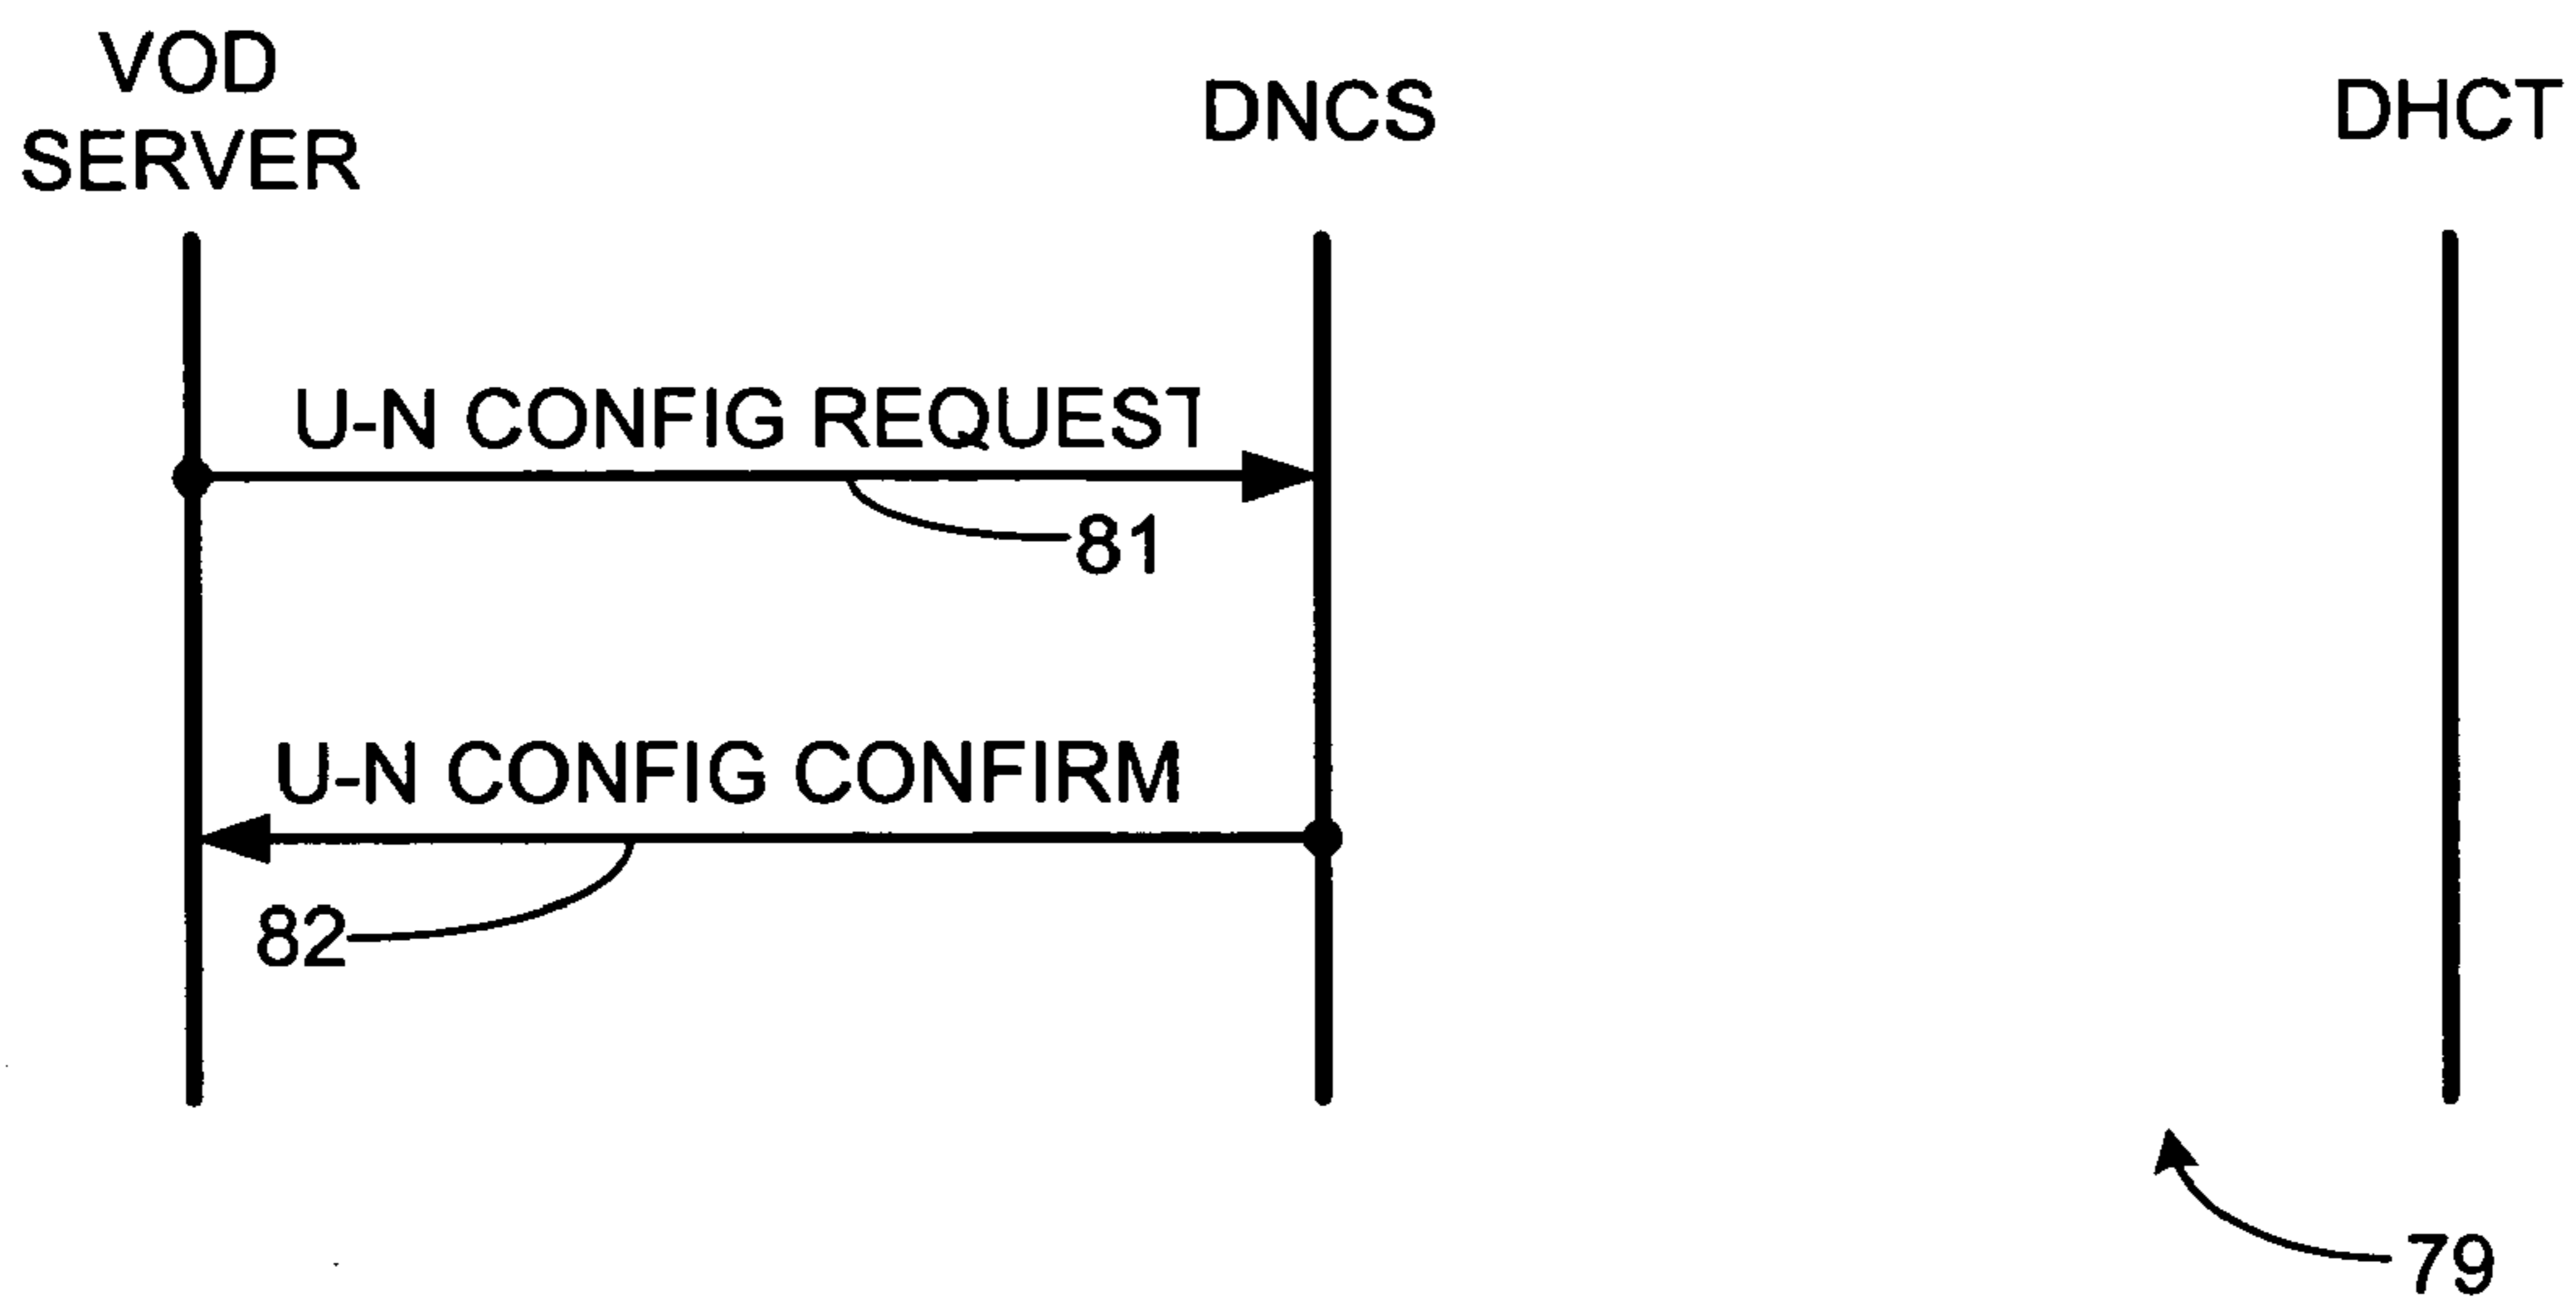 VOD
SERVER
DNCS
DHCT
U-N CONFIG REQUEST
81
U-N CONFIG CONFIRM
82
79